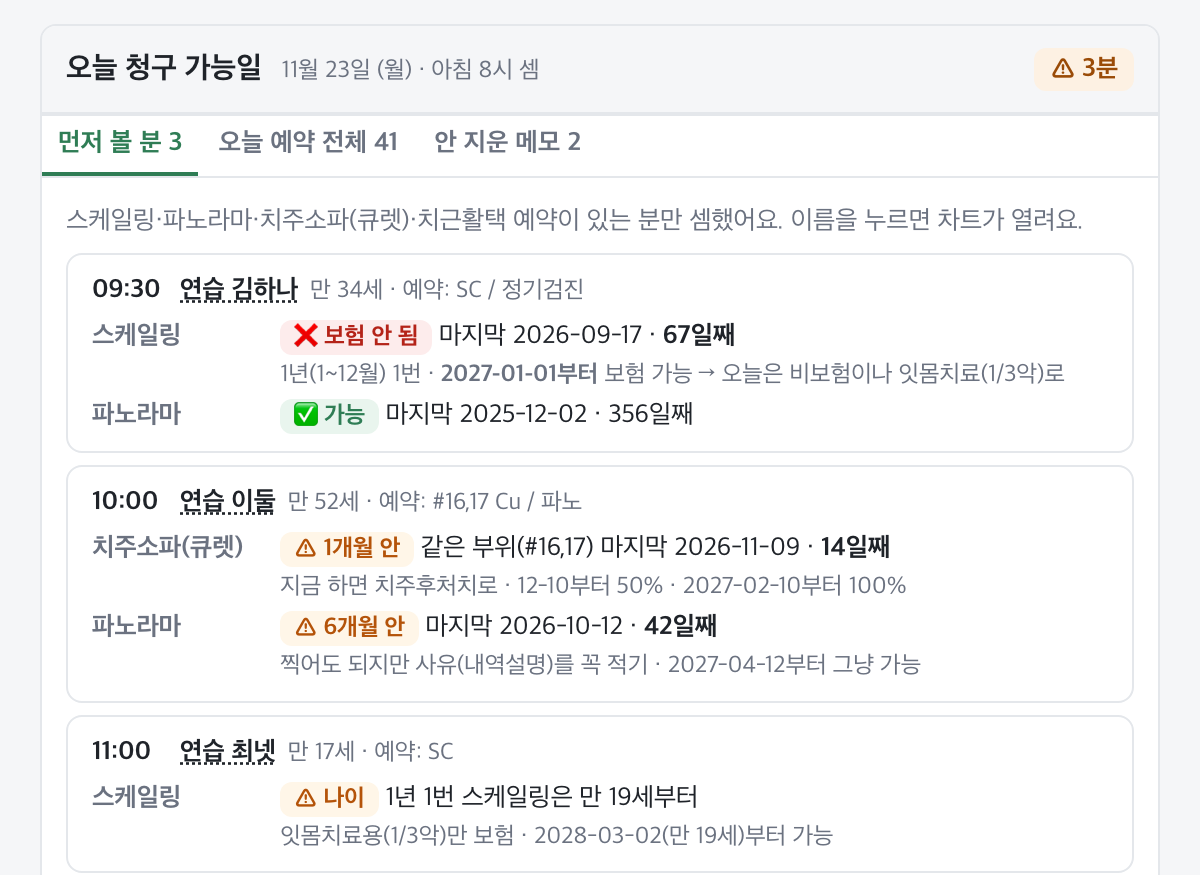 오늘 청구 가능일 11월 23일 (월) · 아침 8시 셈 ⚠ 3분
먼저 볼 분 3 오늘 예약 전체 41 안 지운 메모 2
스케일링·파노라마·치주소파(큐렛)·치근활택 예약이 있는 분만 셈했어요. 이름을 누르면 차트가 열려요.
09:30 연습 김하나 만 34세 · 예약: SC / 정기검진
스케일링 ❌ 보험 안 됨 마지막 2026-09-17 · 67일째
1년(1~12월) 1번 · 2027-01-01부터 보험 가능 → 오늘은 비보험이나 잇몸치료(1/3악)로
파노라마 ✅ 가능 마지막 2025-12-02 · 356일째
10:00 연습 이둘 만 52세 · 예약: #16,17 Cu / 파노
치주소파(큐렛) ⚠ 1개월 안 같은 부위(#16,17) 마지막 2026-11-09 · 14일째
지금 하면 치주후처치로 · 12-10부터 50% · 2027-02-10부터 100%
파노라마 ⚠ 6개월 안 마지막 2026-10-12 · 42일째
찍어도 되지만 사유(내역설명)를 꼭 적기 · 2027-04-12부터 그냥 가능
11:00 연습 최넷 만 17세 · 예약: SC
스케일링 ⚠ 나이 1년 1번 스케일링은 만 19세부터
잇몸치료용(1/3악)만 보험 · 2028-03-02(만 19세)부터 가능